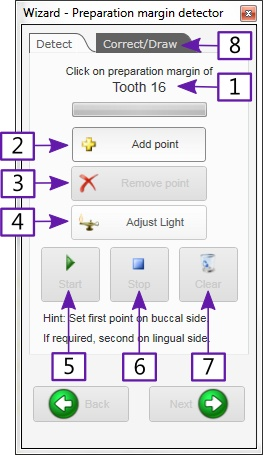 Wizard - Preparation margin detector
Detect
Correct/Draw
8
Click on preparation margin of
Tooth 16
1
2
Add point
3
Remove point
4
Adjust Light
Start
Stop
Clear
Hint: Set first point on buccal side.
If required, second on lingual side.
5
6
7
Back
Next